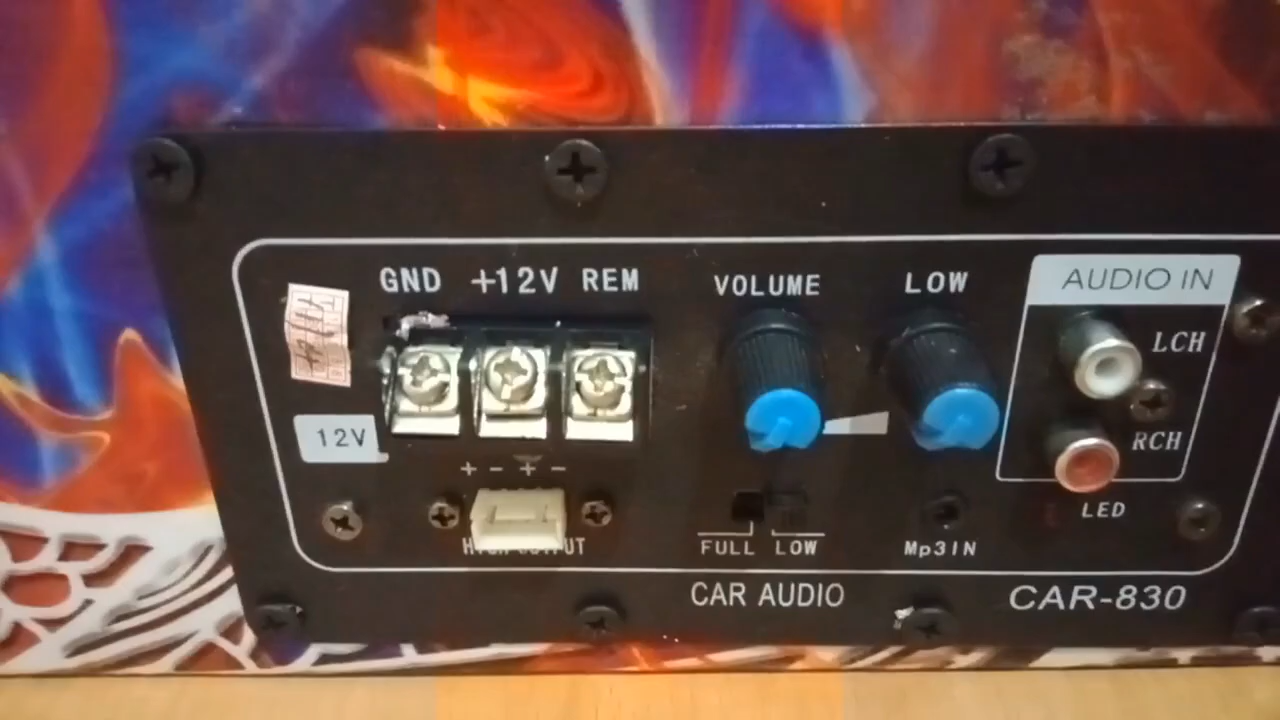 GND +12V REM
VOLUME
LOW
AUDIO IN
LCH
RCH
12V
+ - + -
LED
FULL LOW
Mp3IN
CAR AUDIO
CAR-830